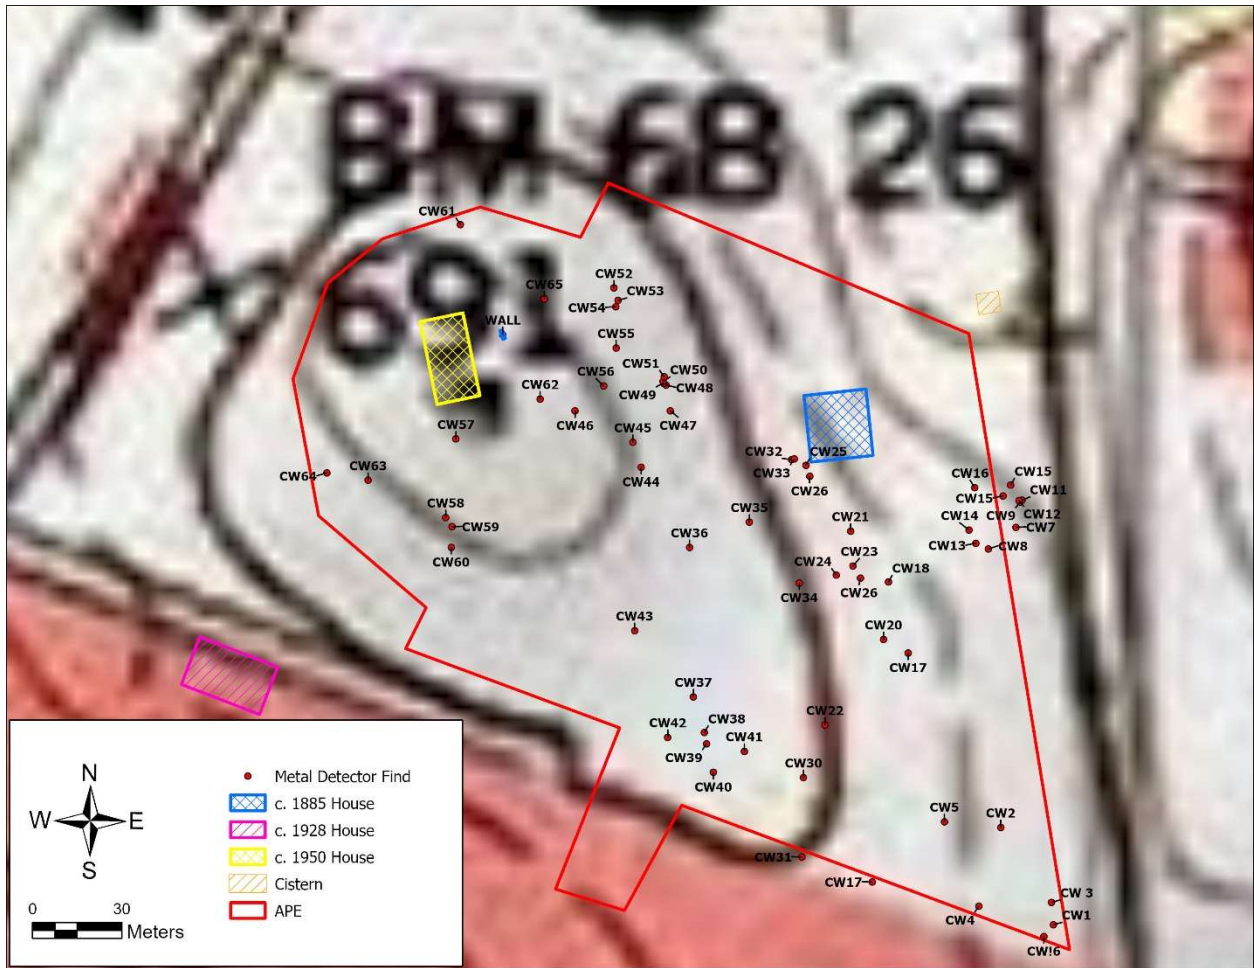 BM 6B 26
CW61
691
CW65
CW52
CW53
CW54
WALL
CW55
CW51
CW50
CW56
CW49
CW48
CW62
CW46
CW47
CW57
CW45
CW32
CW25
CW44
CW33
CW26
CW64
CW63
CW16
CW15
CW15
CW11
CW58
CW35
CW14
CW9
CW12
CW59
CW21
CW7
CW36
CW13
CW8
CW60
CW24
CW23
CW18
CW34
CW26
CW43
CW20
CW17
CW37
CW42
CW38
CW22
CW39
CW41
CW30
CW40
CW5
CW2
CW31
CW17
CW 3
CW4
CW1
CW!6
N
W E
S
0 30
Meters
Metal Detector Find
c. 1885 House
c. 1928 House
c. 1950 House
Cistern
APE